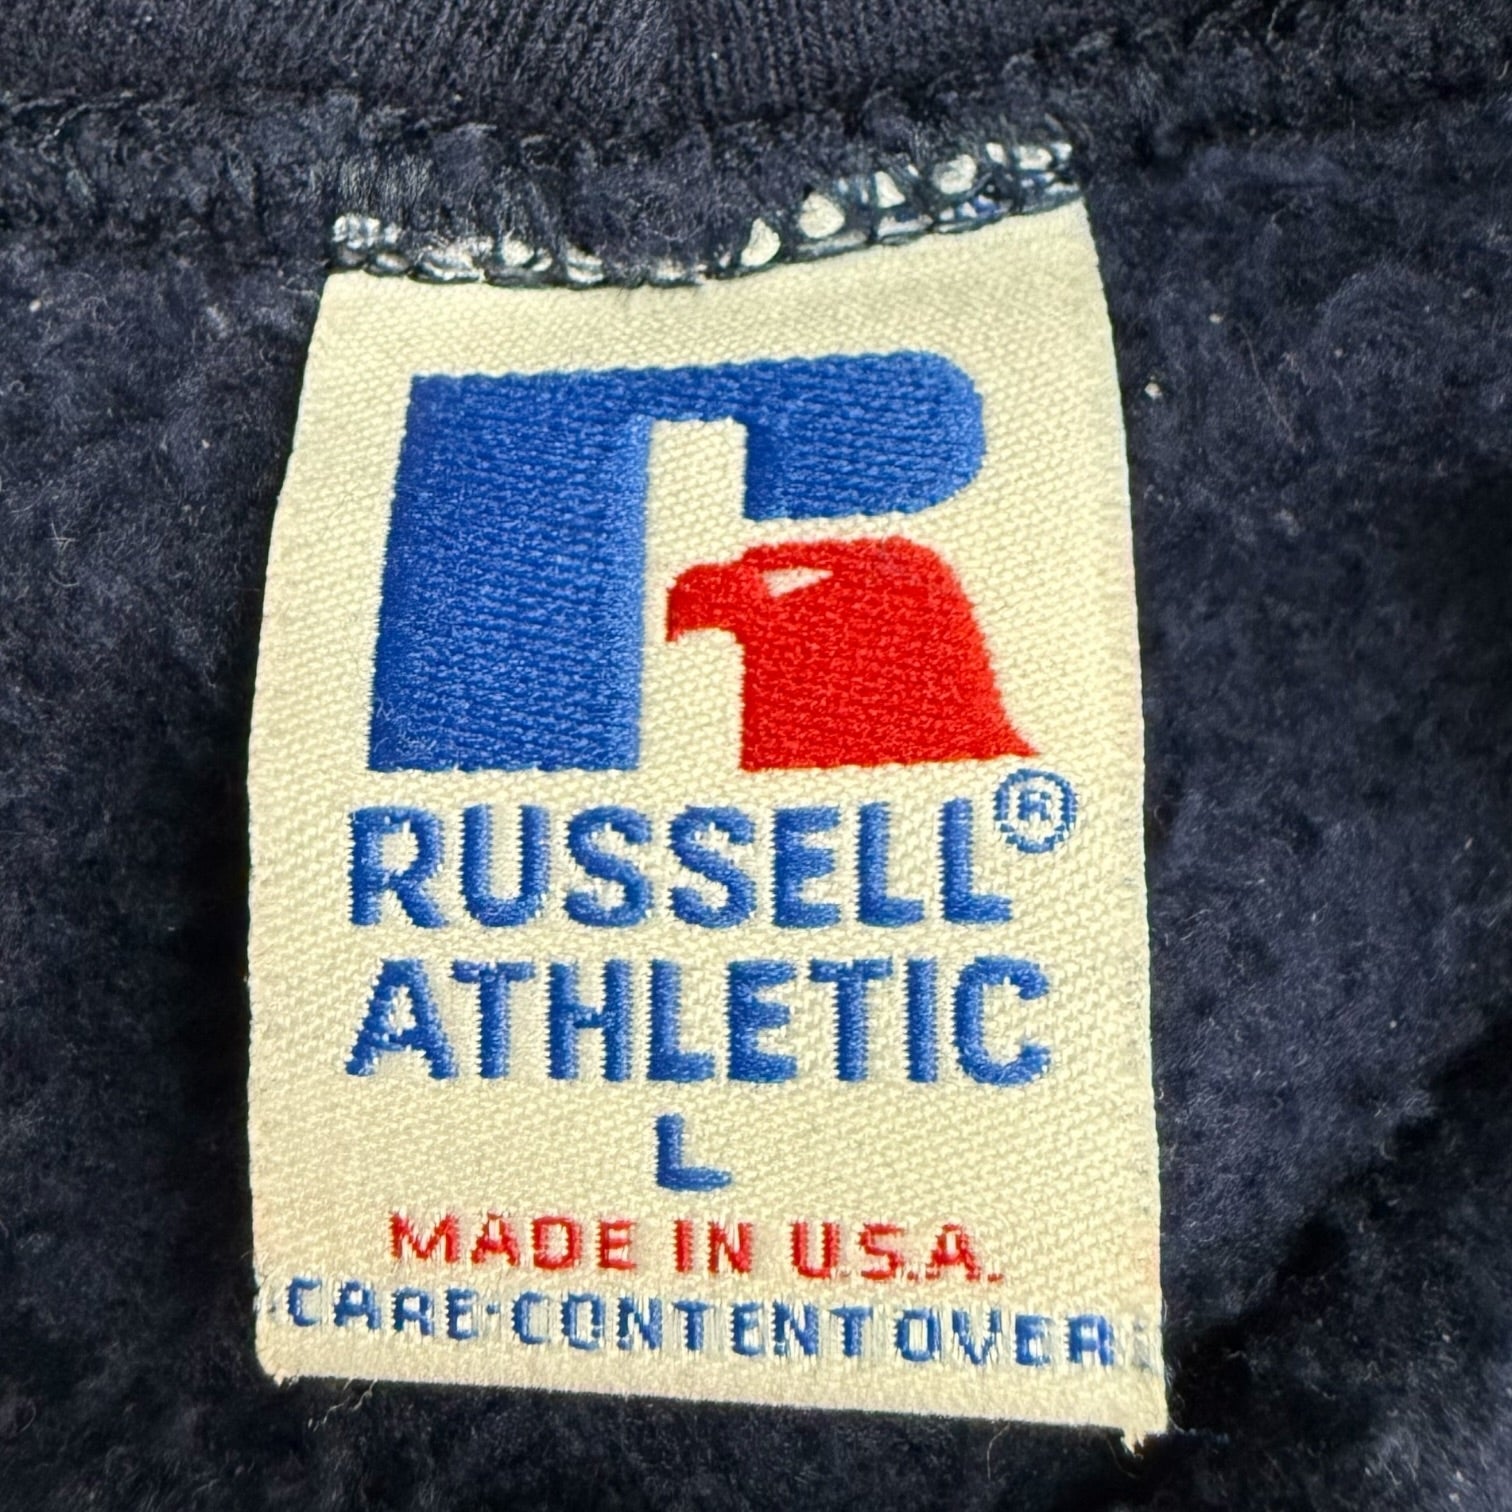 RUSSELL®
ATHLETIC
L
MADE IN U.S.A.
CARE·CONTENT OVER